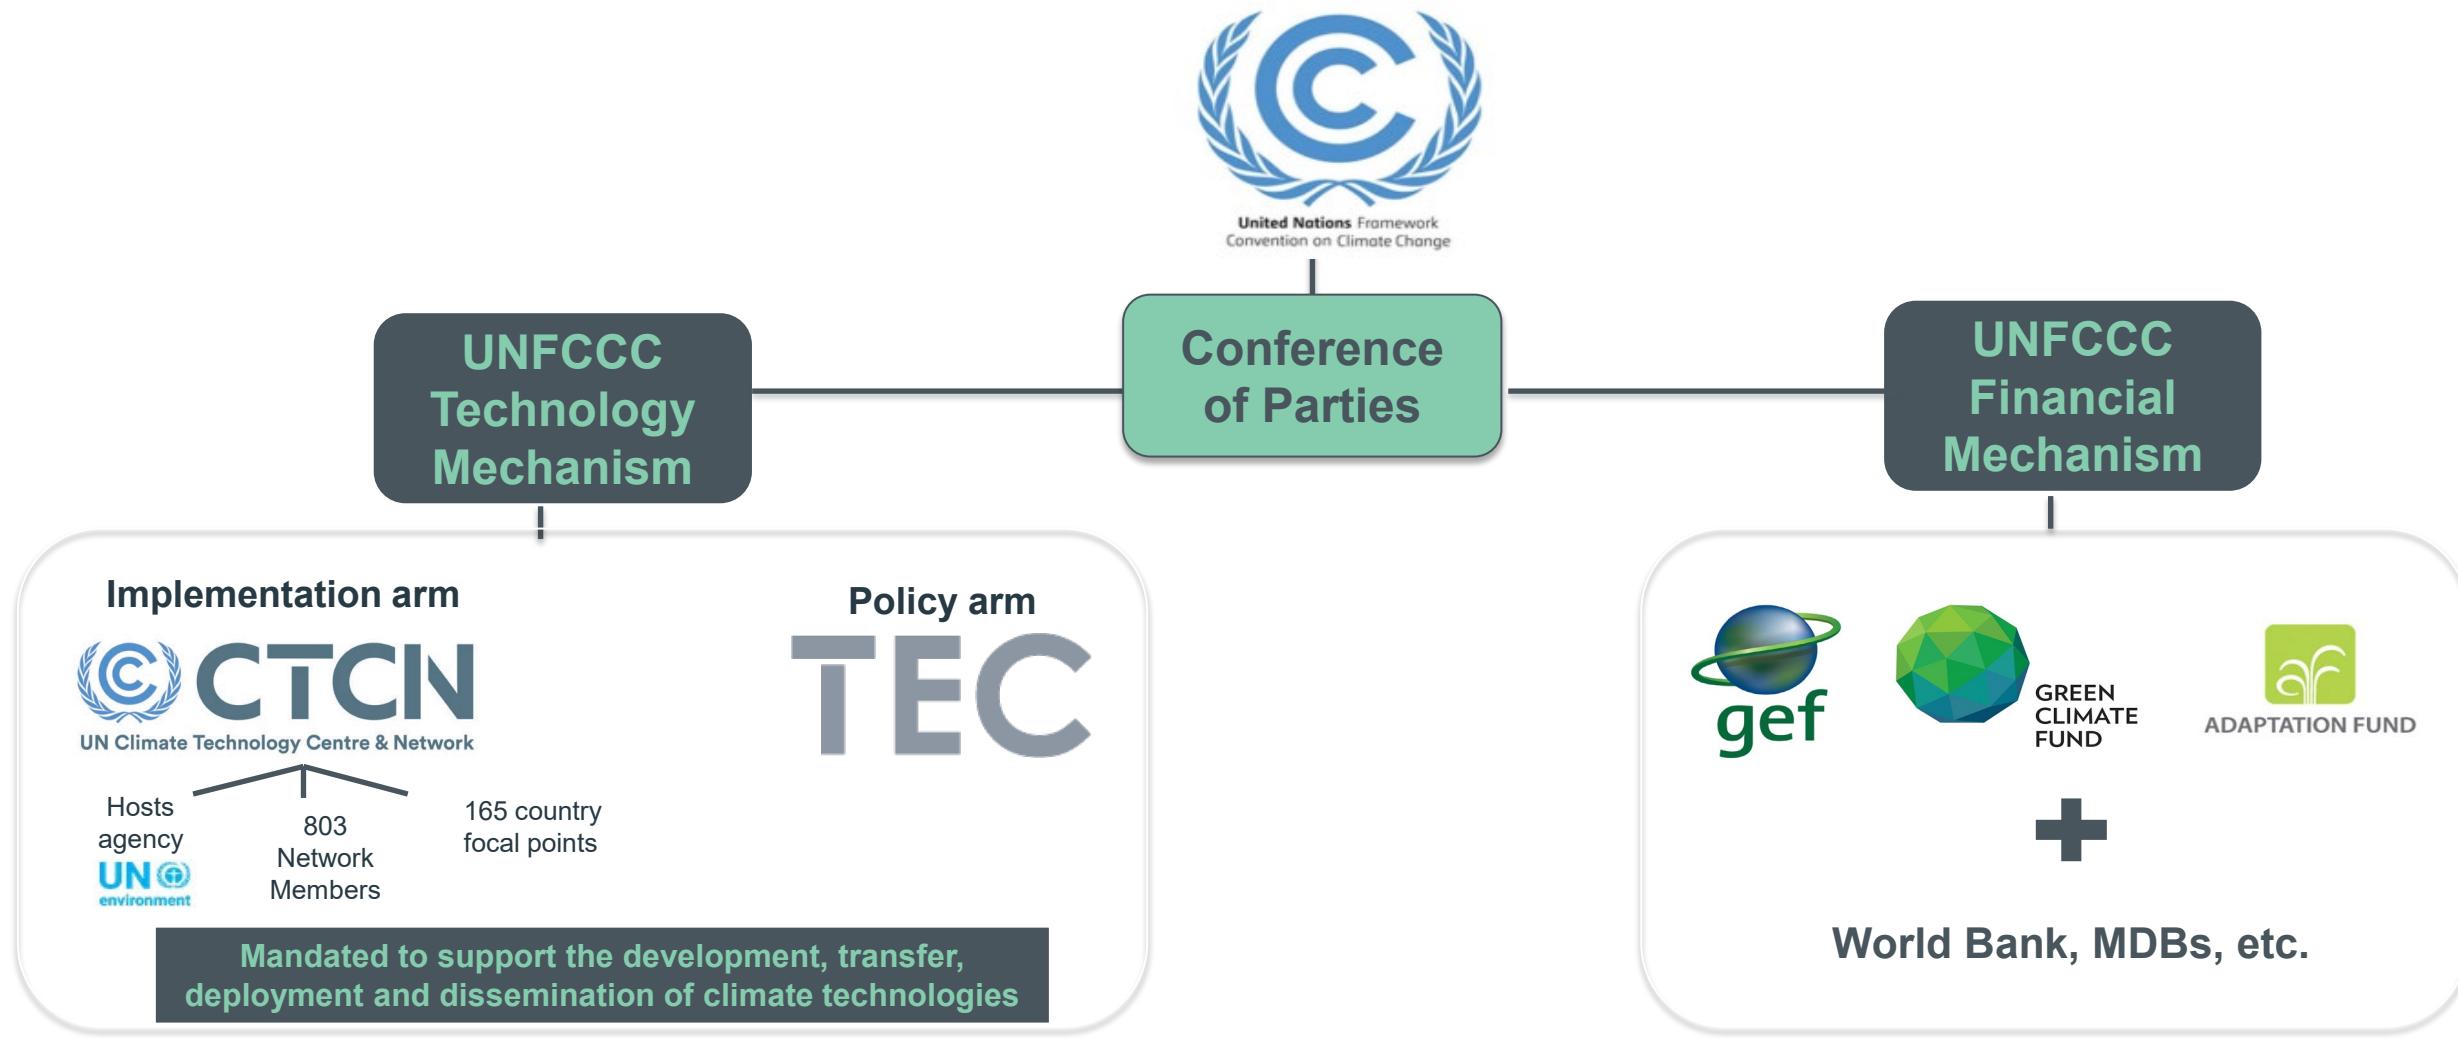 United Nations Framework
Convention on Climate Change
Conference
of Parties
UNFCCC
Technology
Mechanism
UNFCCC
Financial
Mechanism
Implementation arm
CTCN
UN Climate Technology Centre & Network
Hosts
agency
UN
environment
803
Network
Members
165 country
focal points
Policy arm
TEC
Mandated to support the development, transfer,
deployment and dissemination of climate technologies
gef
GREEN
CLIMATE
FUND
ADAPTATION FUND
World Bank, MDBs, etc.